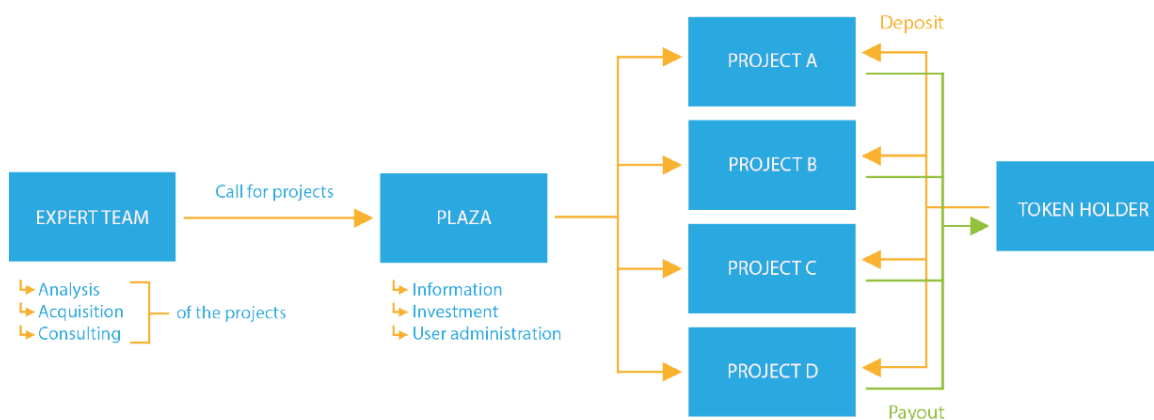 Deposit
PROJECT A
PROJECT B
Call for projects
EXPERT TEAM
PLAZA
TOKEN HOLDER
PROJECT C
Analysis
Acquisition
Consulting
of the projects
Information
Investment
User administration
PROJECT D
Payout